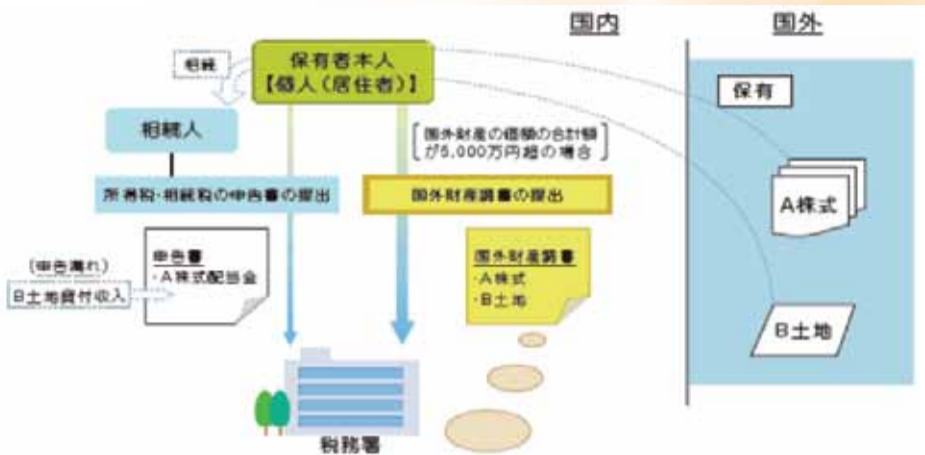 国内
国外
相続
保有者本人
【個人(居住者)】
保有
相続人
国外財産の価額の合計額
が5,000万円超の場合
A株式
所得税・相続税の申告書の提出
国外財産調書の提出
(申告漏れ)
B土地貸付収入
申告書
・A株式配当金
国外財産調書
・A株式
・B土地
B土地
税務署